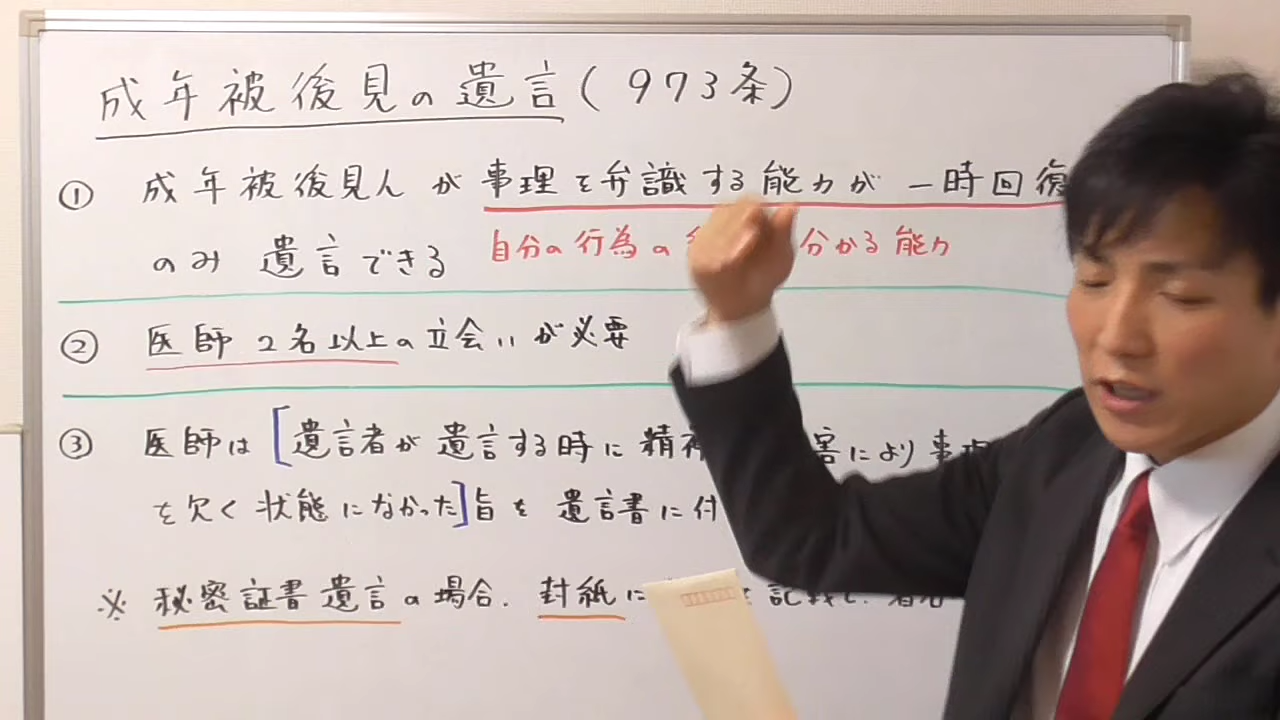 成年被後見の遺言(973条)
① 成年被後見人が事理を弁識する能力が一時回復
のみ遺言できる
自分の行為の 分かる能力
② 医師2名以上の立会いが必要
③ 医師は[遺言者が遺言する時に精神 害により事理
を欠く状態になかった]旨を遺言書に付
※ 秘密証書遺言の場合、封紙に 記載し、署名